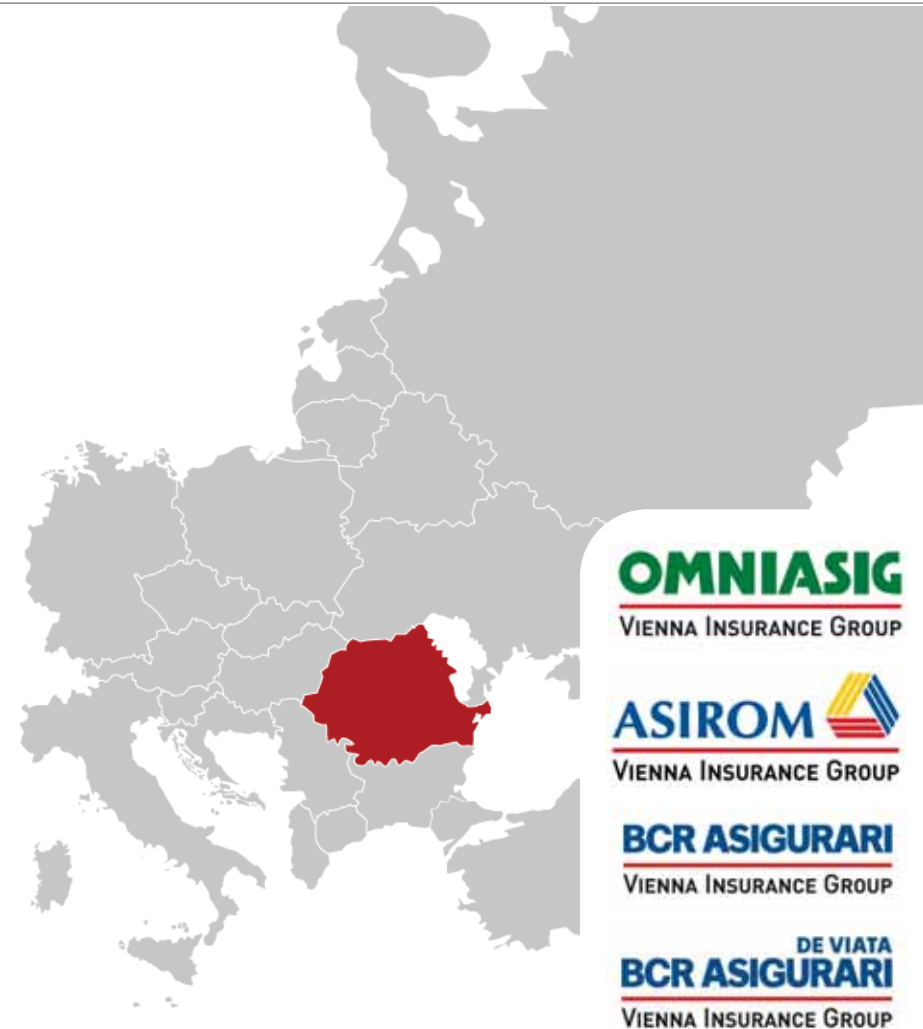 OMNIASIG
VIENNA INSURANCE GROUP
ASIROM
VIENNA INSURANCE GROUP
BCR ASIGURARI
VIENNA INSURANCE GROUP
DE VIATA
BCR ASIGURARI
VIENNA INSURANCE GROUP